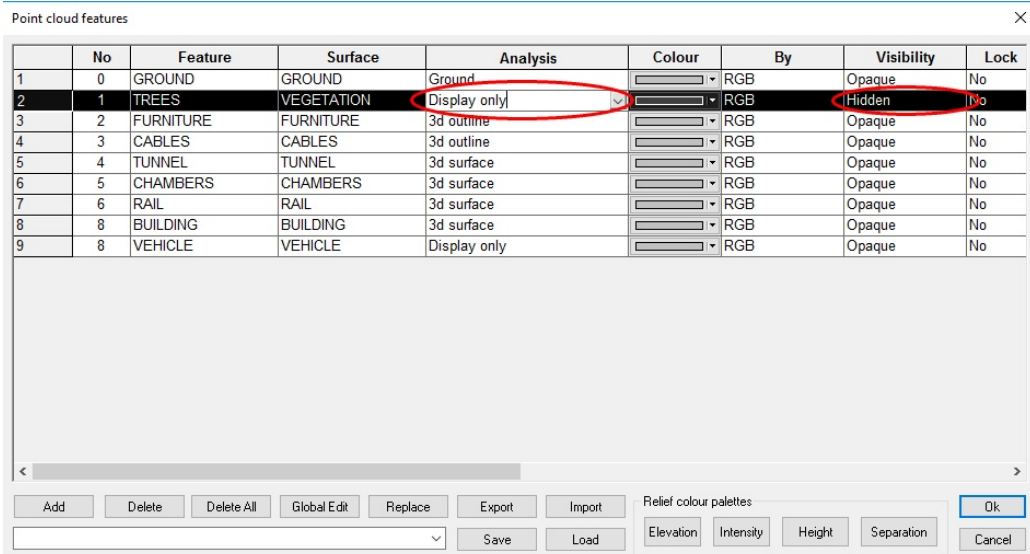 Point cloud features
No Feature Surface Analysis Colour By Visibility Lock
1 0 GROUND GROUND Ground RGB Opaque No
2 1 TREES VEGETATION Display only RGB Hidden No
3 2 FURNITURE FURNITURE 3d outline RGB Opaque No
4 3 CABLES CABLES 3d outline RGB Opaque No
5 4 TUNNEL TUNNEL 3d surface RGB Opaque No
6 5 CHAMBERS CHAMBERS 3d surface RGB Opaque No
7 6 RAIL RAIL 3d surface RGB Opaque No
8 8 BUILDING BUILDING 3d surface RGB Opaque No
9 8 VEHICLE VEHICLE Display only RGB Opaque No
Add Delete Delete All Global Edit Replace Export Import Relief colour palettes Ok
Save Load Elevation Intensity Height Separation Cancel